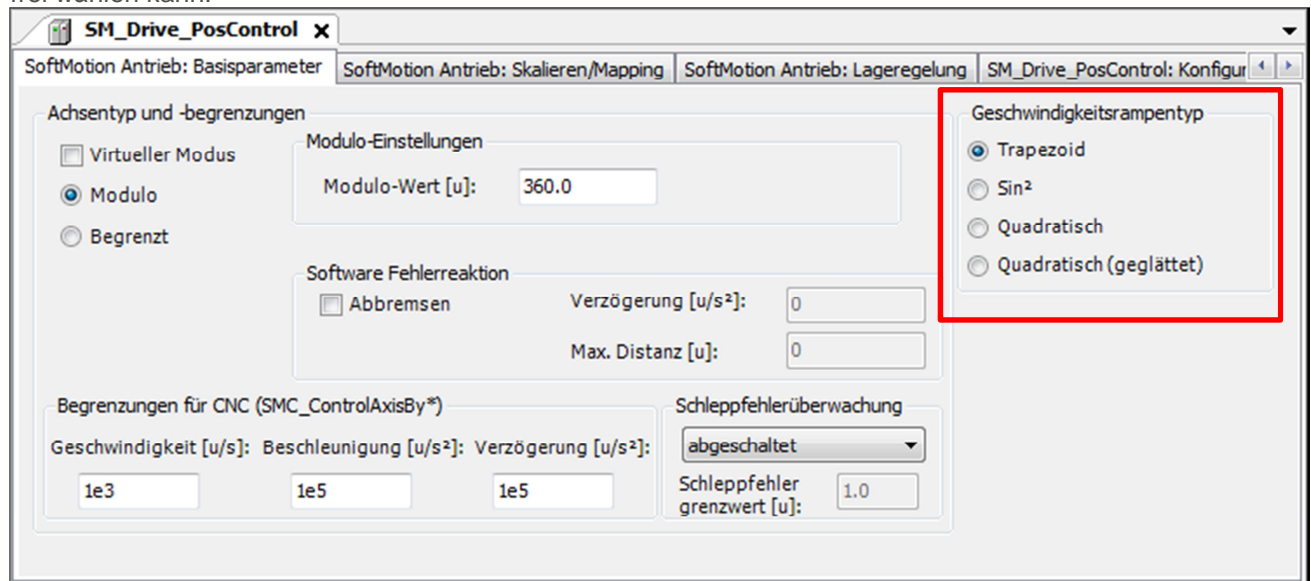 SM_Drive_PosControl X
SoftMotion Antrieb: Basisparameter SoftMotion Antrieb: Skalieren/Mapping SoftMotion Antrieb: Lageregelung SM_Drive_PosControl: Konfigur
Achsentyp und -begrenzungen
Virtueller Modus
Modulo
Begrenzt
Modulo-Einstellungen
Modulo-Wert [u]: 360.0
Software Fehlerreaktion
Abbremsen Verzögerung [u/s²]: 0
Max. Distanz [u]: 0
Begrenzungen für CNC (SMC_ControlAxisBy*)
Geschwindigkeit [u/s]: Beschleunigung [u/s²]: Verzögerung [u/s²]:
1e3 1e5 1e5
Schleppfehlerüberwachung
abgeschaltet
Schleppfehler
grenzwert [u]: 1.0
Geschwindigkeitsrampentyp
Trapezoid
Sin²
Quadratisch
Quadratisch (geglättet)